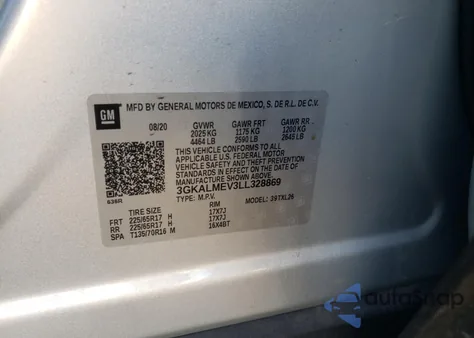 GM
MFD BY GENERAL MOTORS DE MEXICO, S. DE R.L. DE C.V.
08/20 GVWR GAWR FRT GAWR RR
2025 KG 1175 KG 1200 KG
4464 LB 2590 LB 2645 LB
THIS VEHICLE CONFORMS TO ALL
APPLICABLE U.S. FEDERAL MOTOR
VEHICLE SAFETY AND THEFT PREVENTION
STANDARDS IN EFFECT ON THE DATE OF
MANUFACTURE SHOWN ABOVE.
3GKALMEV3LL328869
TYPE: M.P.V. MODEL: 39TXL26
636R
TIRE SIZE RIM
FRT 225/65R17 H 17X7J
RR 225/65R17 H 17X7J
SPA T135/70R16 M 16X4BT
autoSnap